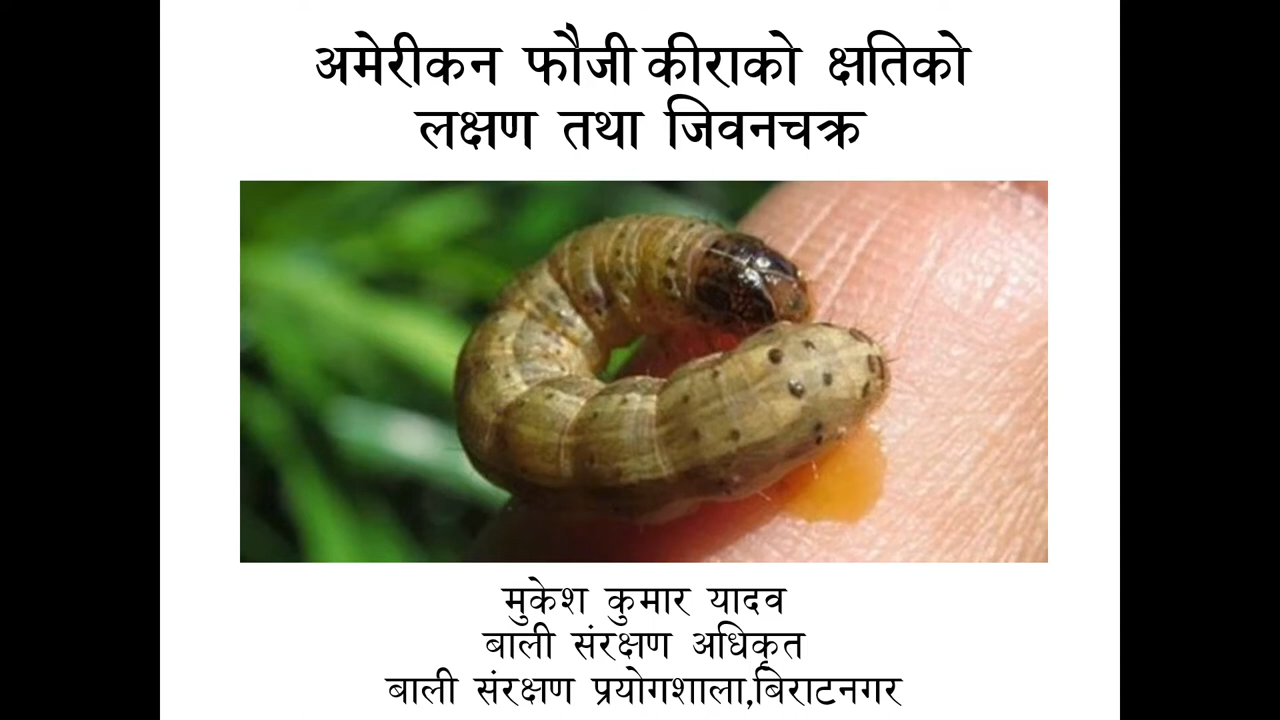 अमेरीकन फौजी कीराको क्षतिको
लक्षण तथा जिवनचक्र
मुकेश कुमार यादव
बाली संरक्षण अधिकृत
बाली संरक्षण प्रयोगशाला,बिराटनगर